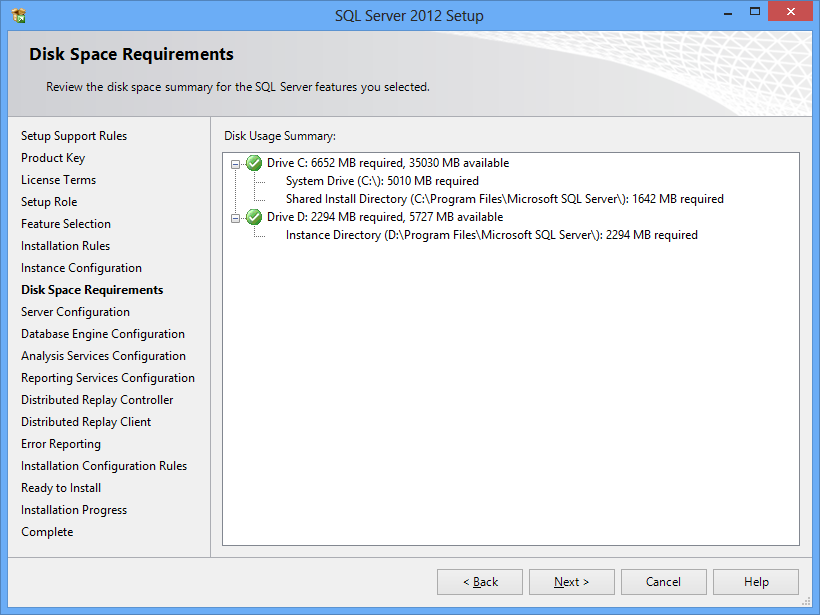 SQL Server 2012 Setup
Disk Space Requirements
Review the disk space summary for the SQL Server features you selected.
Setup Support Rules
Product Key
License Terms
Setup Role
Feature Selection
Installation Rules
Instance Configuration
Disk Space Requirements
Server Configuration
Database Engine Configuration
Analysis Services Configuration
Reporting Services Configuration
Distributed Replay Controller
Distributed Replay Client
Error Reporting
Installation Configuration Rules
Ready to Install
Installation Progress
Complete
Disk Usage Summary:
Drive C: 6652 MB required, 35030 MB available
System Drive (C:\): 5010 MB required
Shared Install Directory (C:\Program Files\Microsoft SQL Server\): 1642 MB required
Drive D: 2294 MB required, 5727 MB available
Instance Directory (D:\Program Files\Microsoft SQL Server\): 2294 MB required
< Back
Next >
Cancel
Help